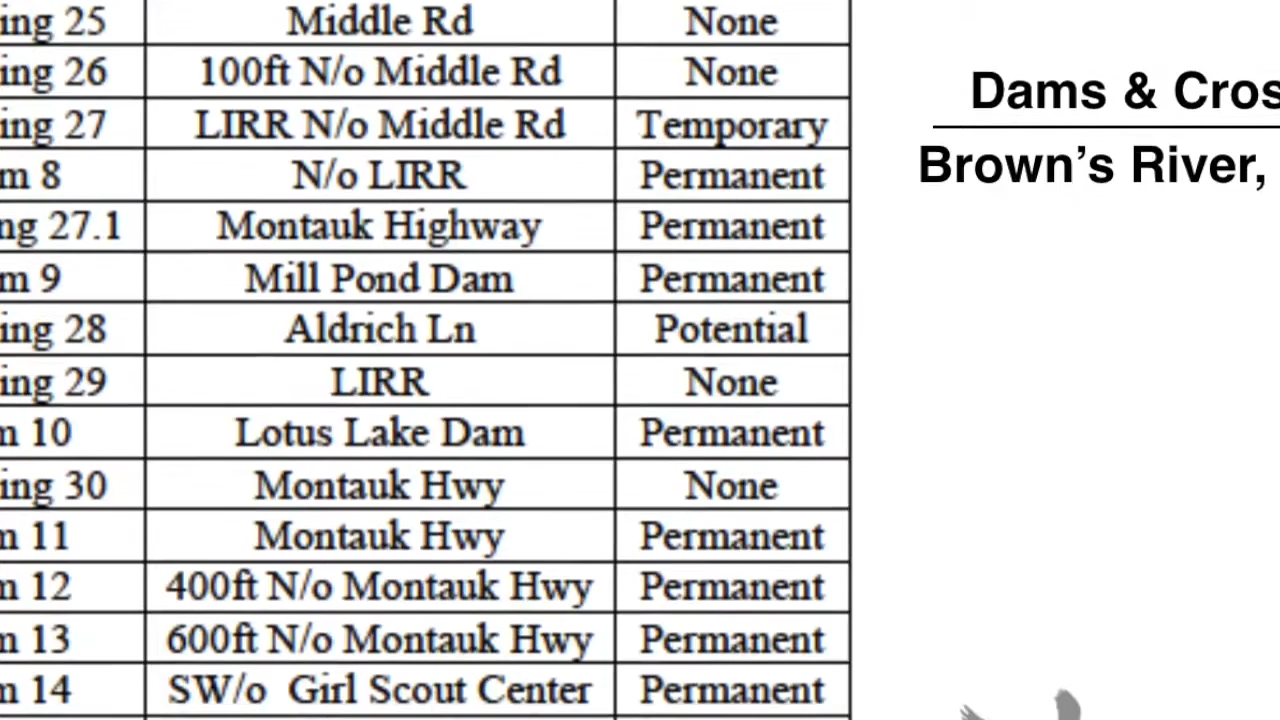 ing 25 Middle Rd None
ing 26 100ft N/o Middle Rd None
ing 27 LIRR N/o Middle Rd Temporary
m 8 N/o LIRR Permanent
ng 27.1 Montauk Highway Permanent
m 9 Mill Pond Dam Permanent
ing 28 Aldrich Ln Potential
ing 29 LIRR None
m 10 Lotus Lake Dam Permanent
ing 30 Montauk Hwy None
m 11 Montauk Hwy Permanent
m 12 400ft N/o Montauk Hwy Permanent
m 13 600ft N/o Montauk Hwy Permanent
m 14 SW/o Girl Scout Center Permanent
Dams & Cros
Brown's River,